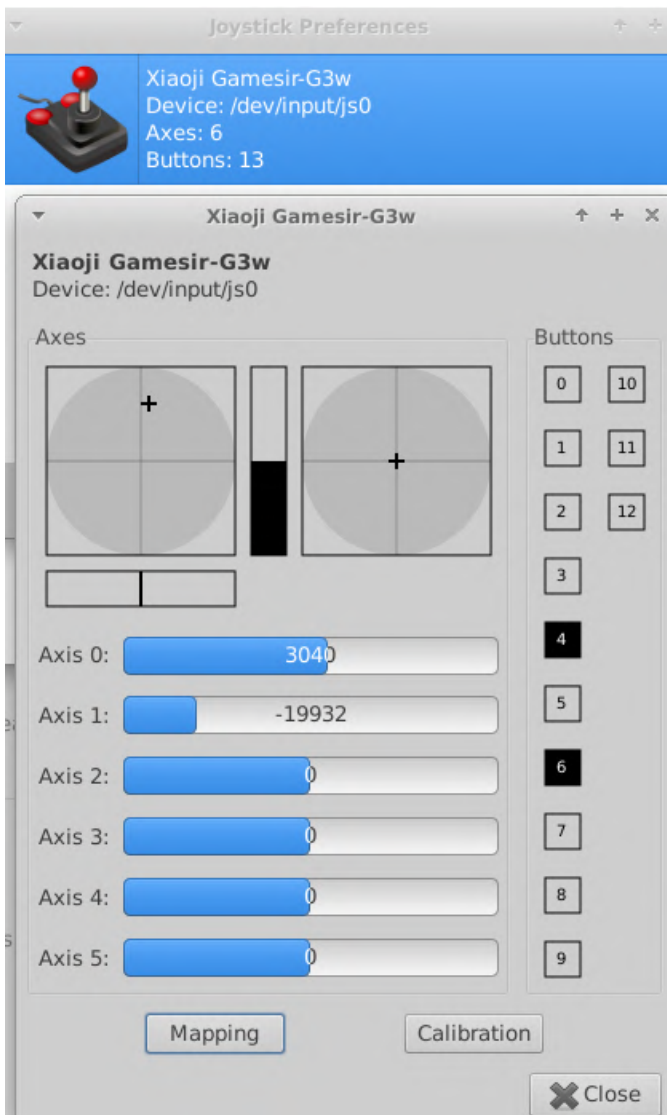 Joystick Preferences
Xiaoji Gamesir-G3w
Device: /dev/input/js0
Axes: 6
Buttons: 13
Xiaoji Gamesir-G3w
Xiaoji Gamesir-G3w
Device: /dev/input/js0
Axes
Buttons
0 10
1 11
2 12
3
4
5
6
7
8
9
Axis 0: 3040
Axis 1: -19932
Axis 2: 0
Axis 3: 0
Axis 4: 0
Axis 5: 0
Mapping
Calibration
Close